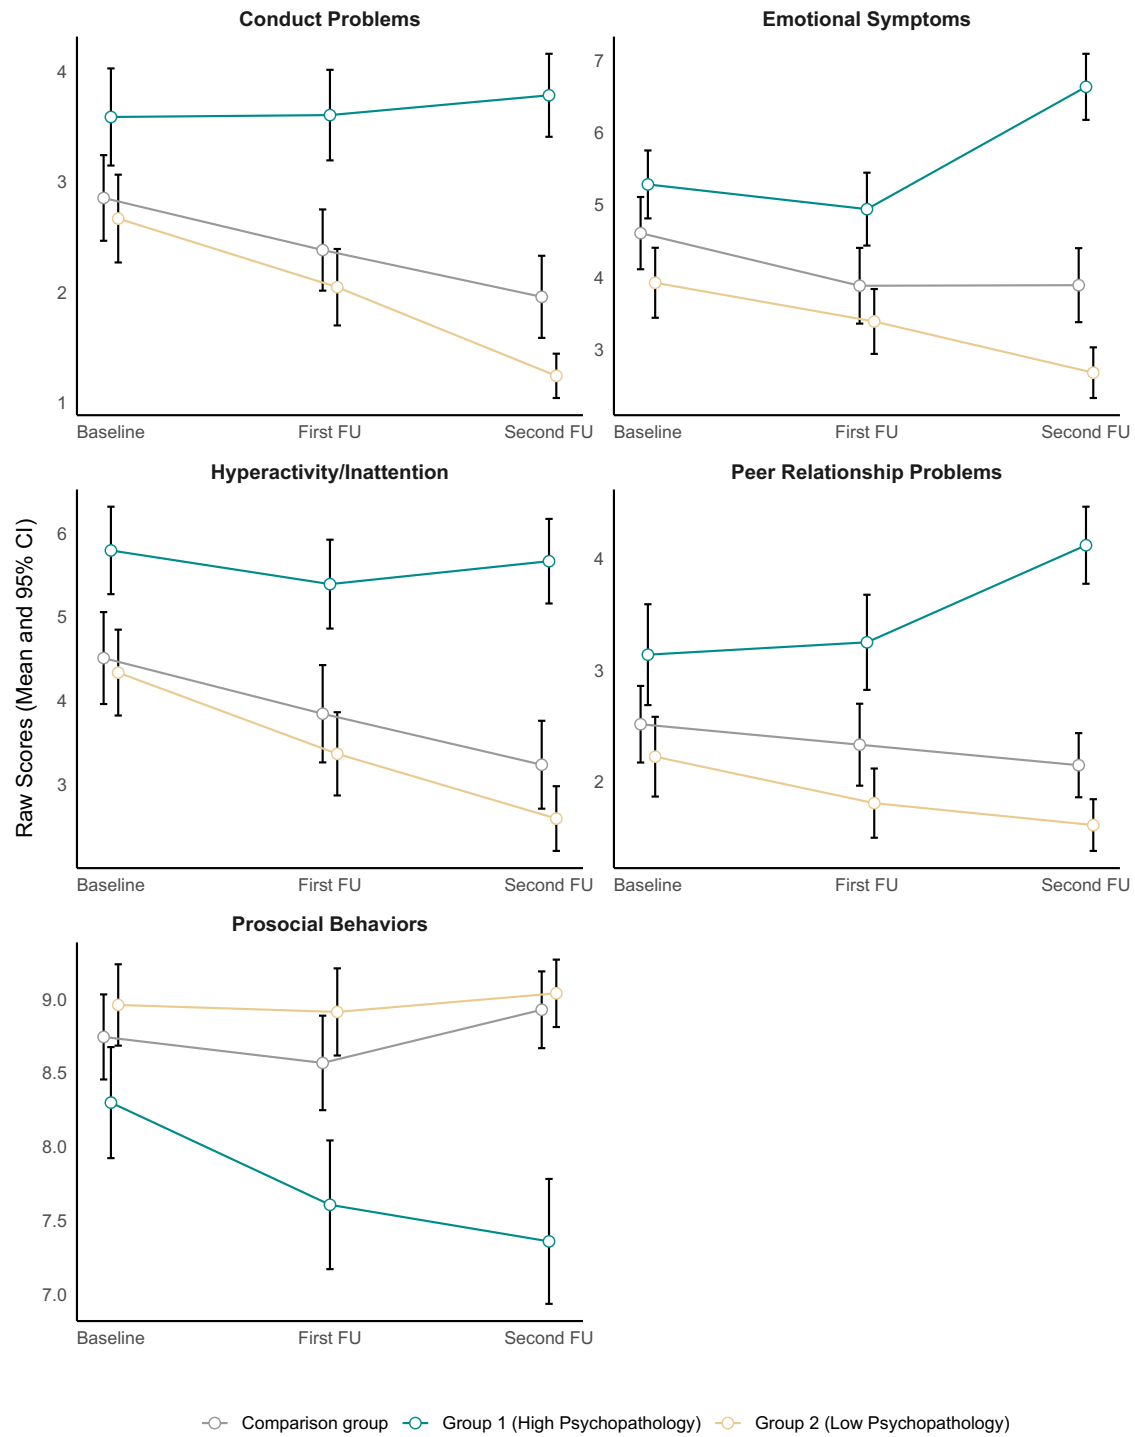 Conduct Problems
4
3
2
1
Baseline First FU Second FU
Emotional Symptoms
7
6
5
4
3
Baseline First FU Second FU
Raw Scores (Mean and 95% CI)
Hyperactivity/Inattention
6
5
4
3
Baseline First FU Second FU
Peer Relationship Problems
4
3
2
Baseline First FU Second FU
Prosocial Behaviors
9.0
8.5
8.0
7.5
7.0
Baseline First FU Second FU
Comparison group Group 1 (High Psychopathology) Group 2 (Low Psychopathology)